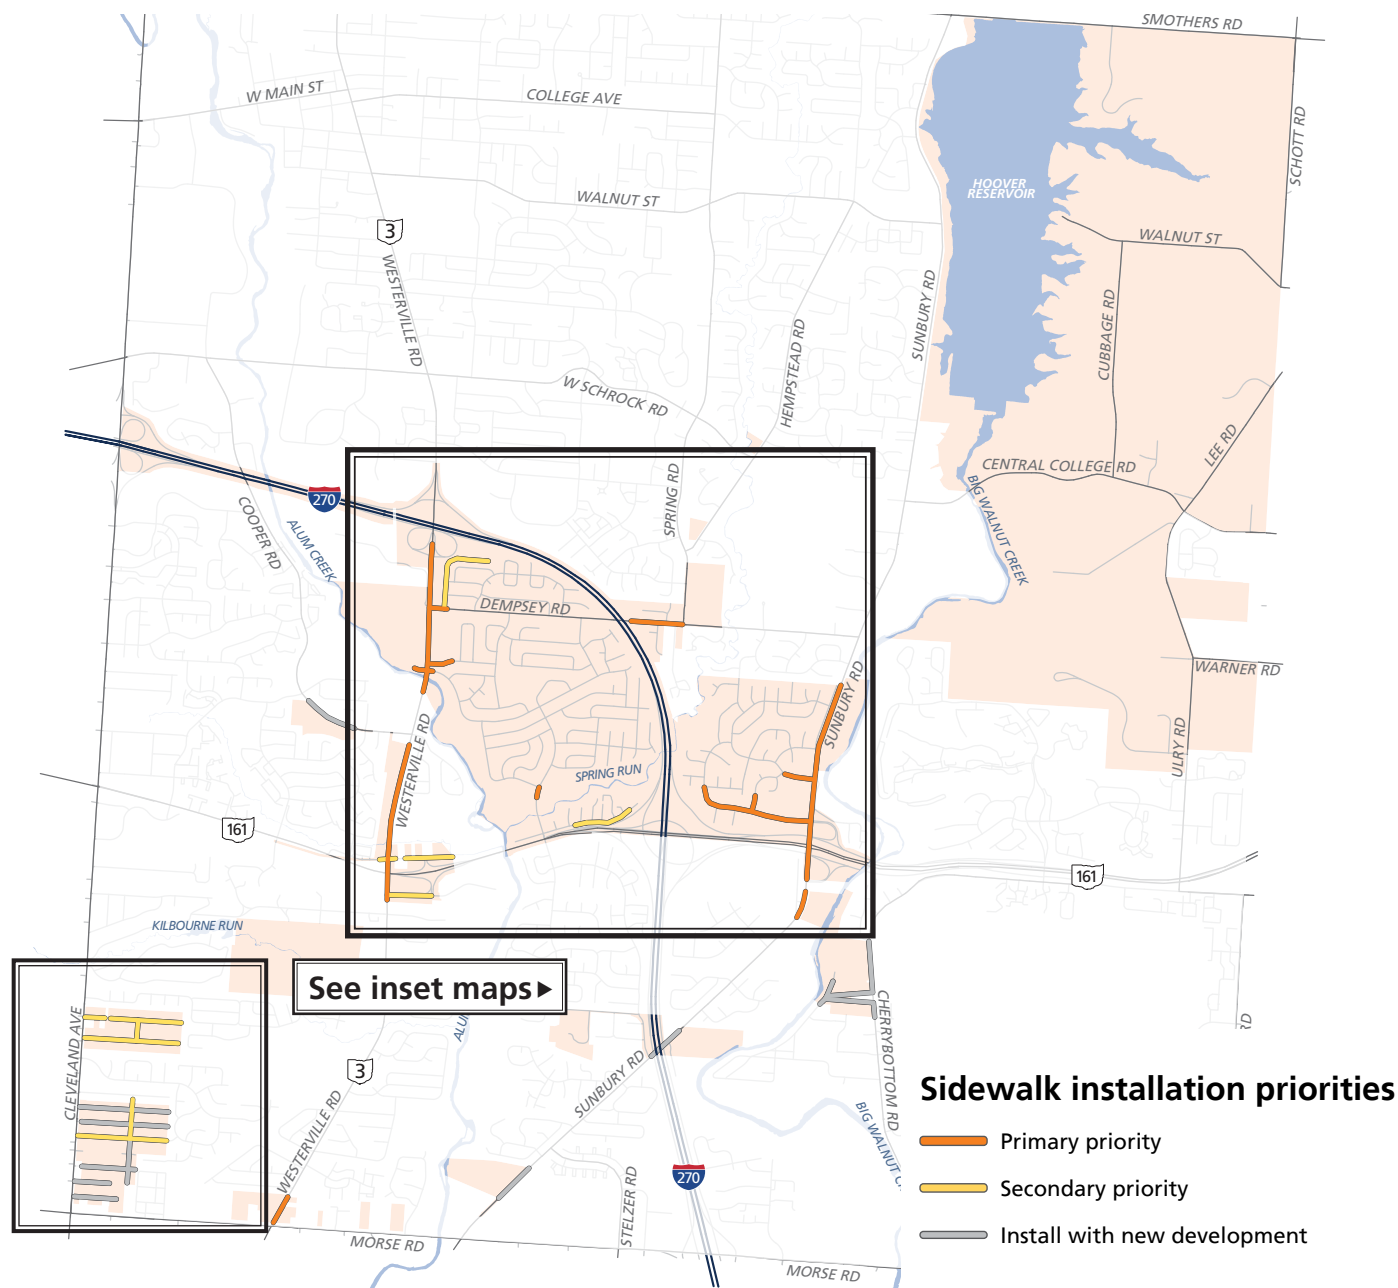 SMOTHERS RD
W MAIN ST
COLLEGE AVE
SCHOTT RD
HOOVER
RESERVOIR
WALNUT ST
3
WALNUT ST
WESTERVILLE RD
SUNBURY RD
CUBBAGE RD
HEMPSTEAD RD
W SCHROCK RD
LEE RD
CENTRAL COLLEGE RD
SPRING RD
270
COOPER RD
ALUM CREEK
BIG WALNUT CREEK
DEMPSEY RD
WARNER RD
SUNBURY RD
ULRY RD
WESTERVILLE RD
SPRING RUN
161
161
KILBOURNE RUN
See inset maps
CLEVELAND AVE
ALU
CHERRYBOTTOM RD
RD
3
SUNBURY RD
WESTERVILLE RD
BIG WALNUT C
270
STELZER RD
MORSE RD
MORSE RD
Sidewalk installation priorities
Primary priority
Secondary priority
Install with new development